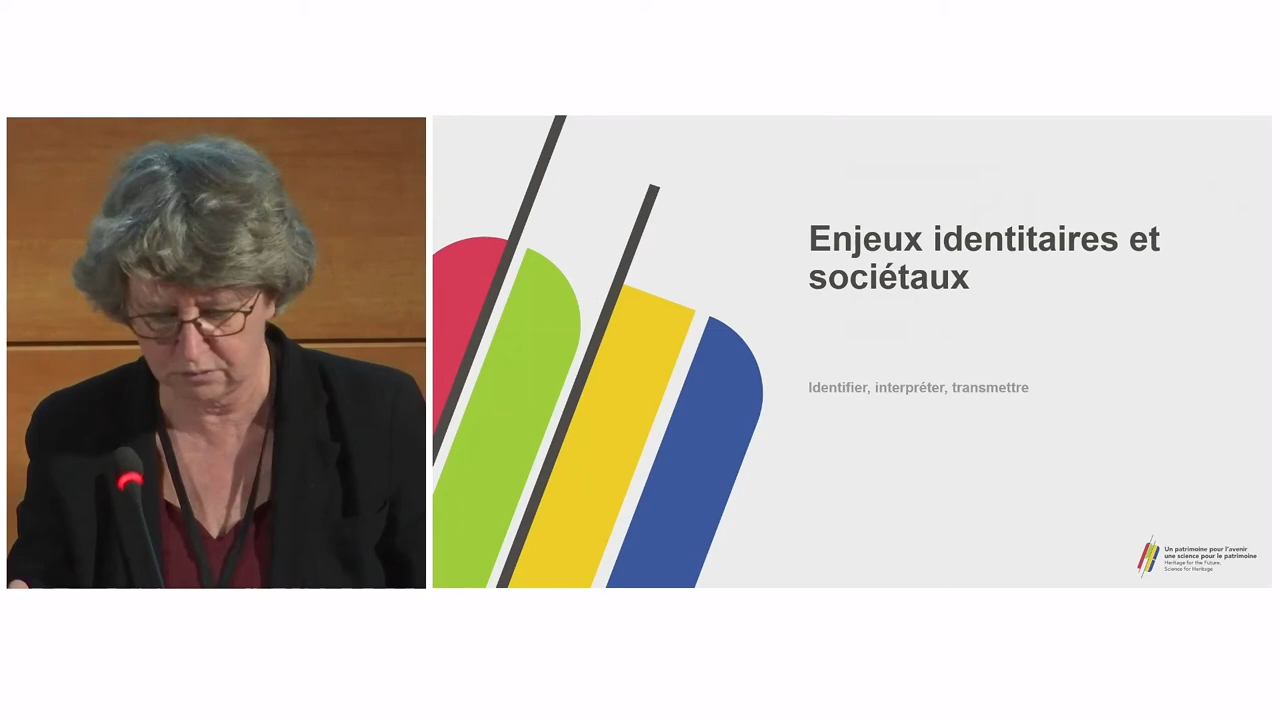 Enjeux identitaires et
sociétaux
Identifier, interpréter, transmettre
Un patrimoine pour l'avenir
une science pour le patrimoine
Heritage for the Future,
Science for Heritage